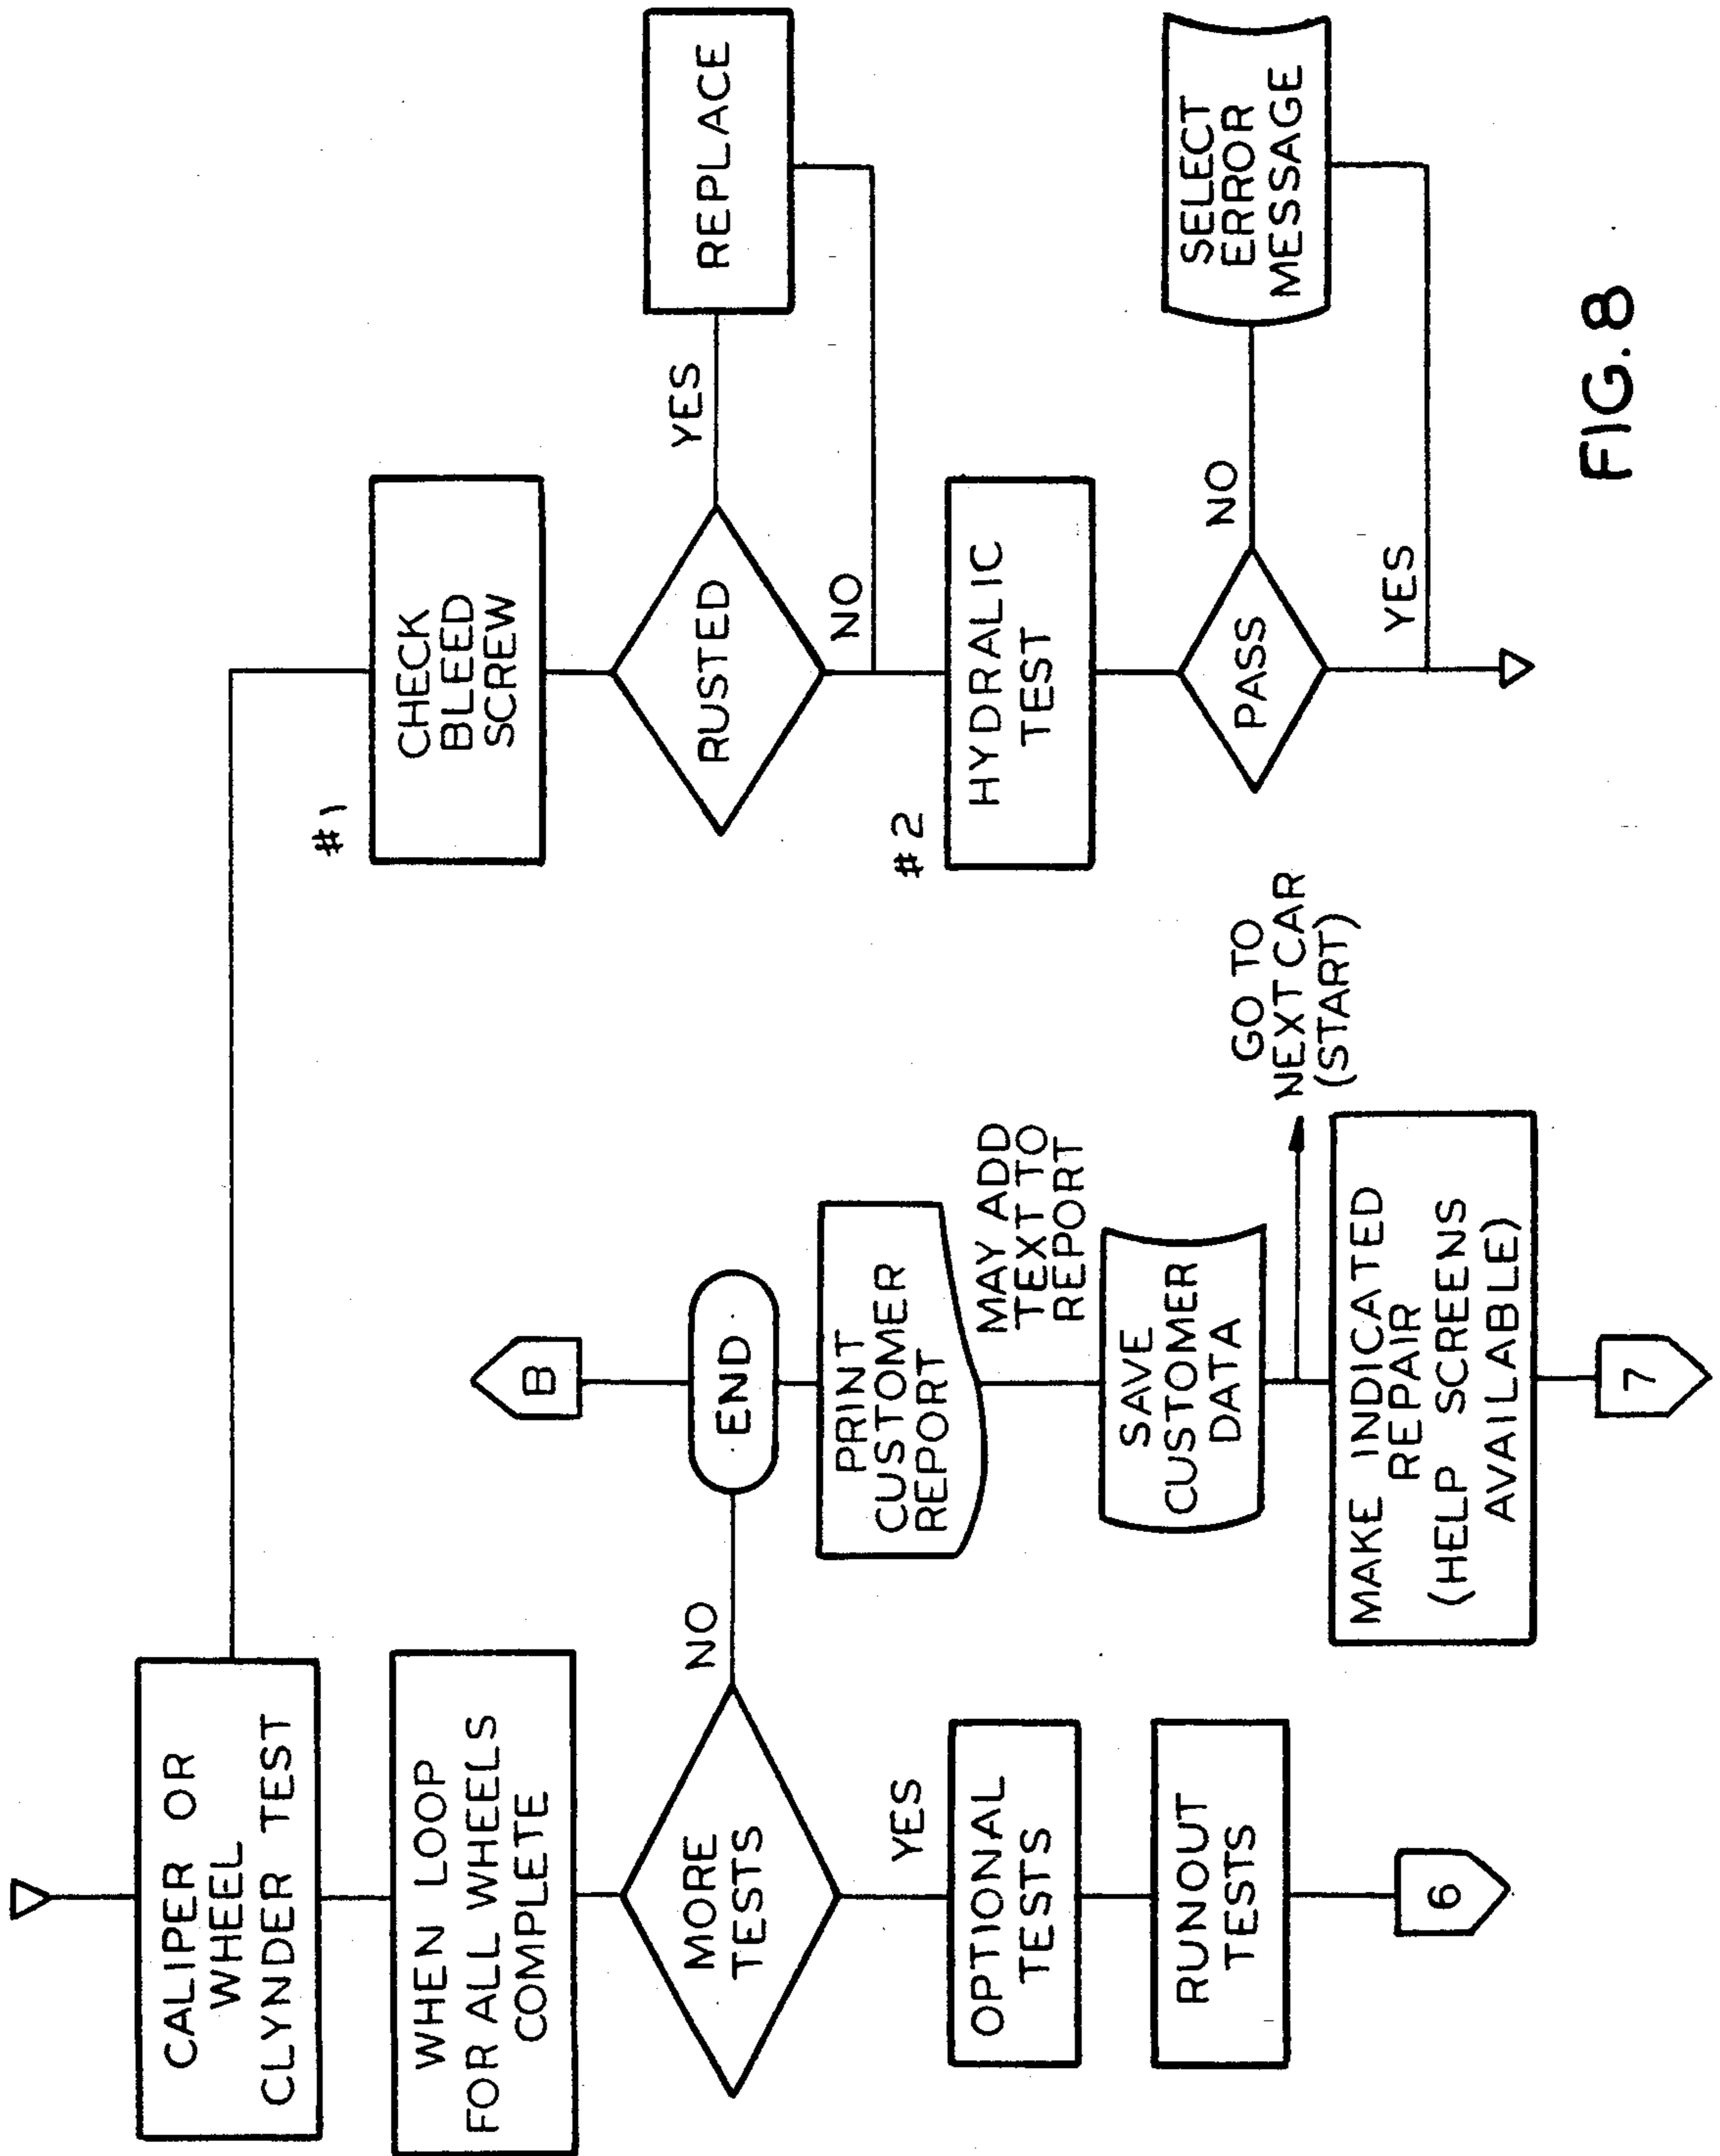 CALIPER OR
WHEEL
CLYNDER TEST
WHEN LOOP
FOR ALL WHEELS
COMPLETE
MORE
TESTS
NO
YES
OPTIONAL
TESTS
RUNOUT
TESTS
6
B
END
PRINT
CUSTOMER
REPORT
MAY ADD
TEXT TO
REPORT
SAVE
CUSTOMER
DATA
GO TO
NEXT CAR
(START)
MAKE INDICATED
REPAIR
(HELP SCREENS
AVAILABLE)
7
#1
CHECK
BLEED
SCREW
RUSTED
YES
REPLACE
NO
#2
HYDRALIC
TEST
PASS
NO
SELECT
ERROR
MESSAGE
YES
FIG.8